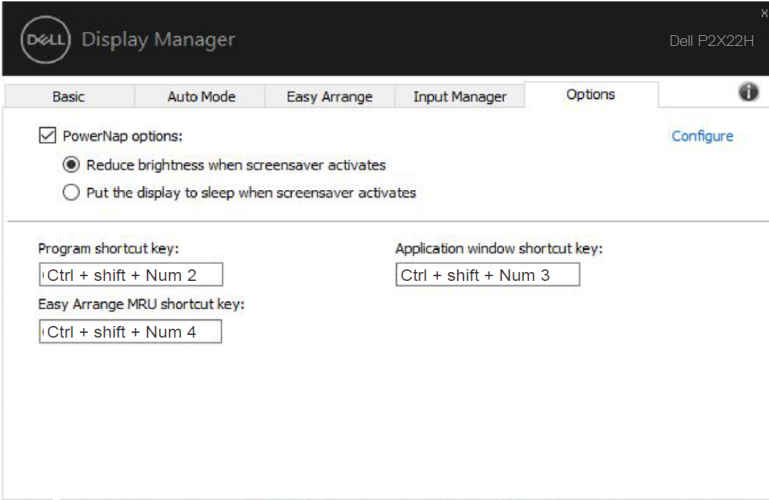 x
DELL Display Manager
Dell P2X22H
Basic Auto Mode Easy Arrange Input Manager Options
PowerNap options:
Configure
Reduce brightness when screensaver activates
Put the display to sleep when screensaver activates
Program shortcut key:
Application window shortcut key:
Ctrl + shift + Num 2
Ctrl + shift + Num 3
Easy Arrange MRU shortcut key:
Ctrl + shift + Num 4